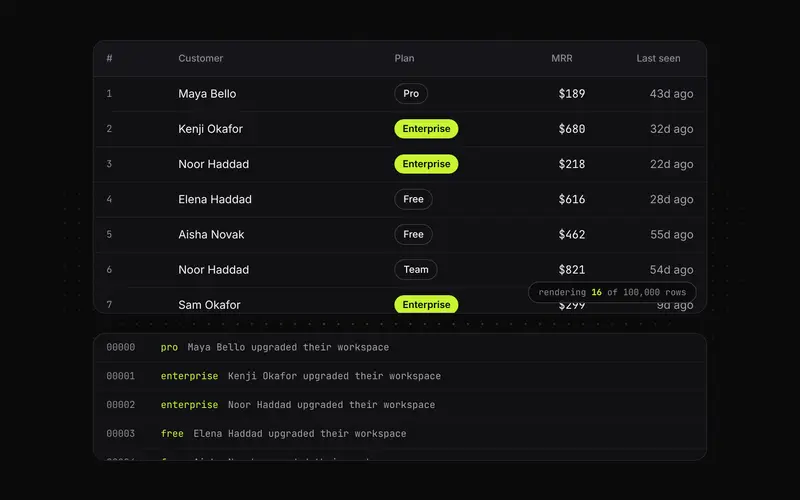 # Customer Plan MRR Last seen
1 Maya Bello Pro $189 43d ago
2 Kenji Okafor Enterprise $680 32d ago
3 Noor Haddad Enterprise $218 22d ago
4 Elena Haddad Free $616 28d ago
5 Aisha Novak Free $462 55d ago
6 Noor Haddad Team $821 54d ago
rendering 16 of 100,000 rows
7 Sam Okafor Enterprise $299 9d ago
00000 pro Maya Bello upgraded their workspace
00001 enterprise Kenji Okafor upgraded their workspace
00002 enterprise Noor Haddad upgraded their workspace
00003 free Elena Haddad upgraded their workspace